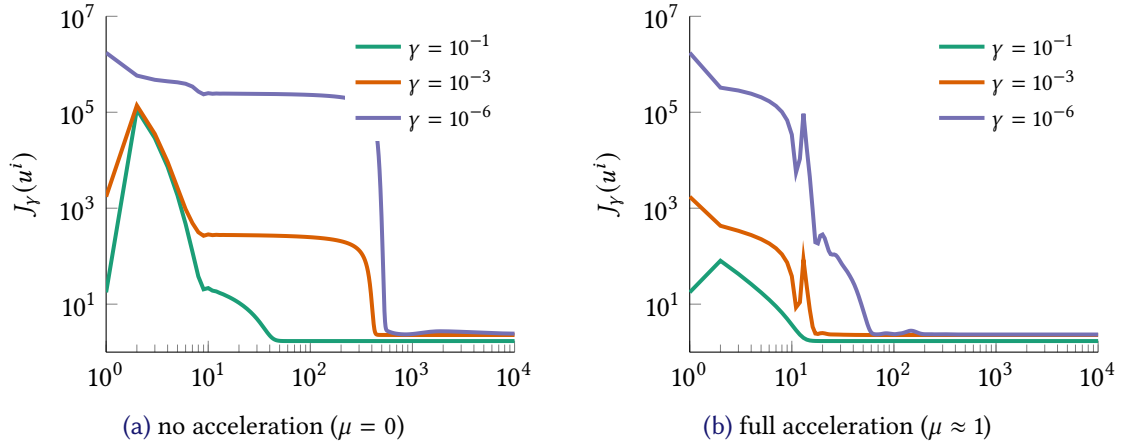 10^7
10^5
10^3
10^1
J_γ(u^i)
γ = 10^{-1}
γ = 10^{-3}
γ = 10^{-6}
10^0 10^1 10^2 10^3 10^4
(a) no acceleration (μ = 0)
10^7
10^5
10^3
10^1
J_γ(u^i)
γ = 10^{-1}
γ = 10^{-3}
γ = 10^{-6}
10^0 10^1 10^2 10^3 10^4
(b) full acceleration (μ ≈ 1)